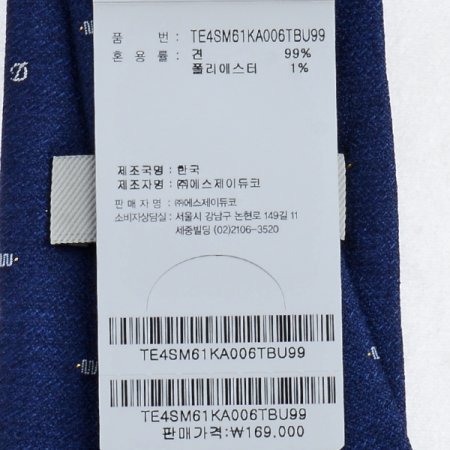 품 번 : TE4SM61KA006TBU99
혼 용 률 : 견 99%
폴리에스터 1%
제조국명 : 한국
제조자명 : ㈜에스제이듀코
판 매 자 명 : ㈜에스제이듀코
소비자상담실 : 서울시 강남구 논현로 149길 11
세중빌딩 (02)2106-3520
TE4SM61KA006TBU99
TE4SM61KA006TBU99
판매가격:₩169,000